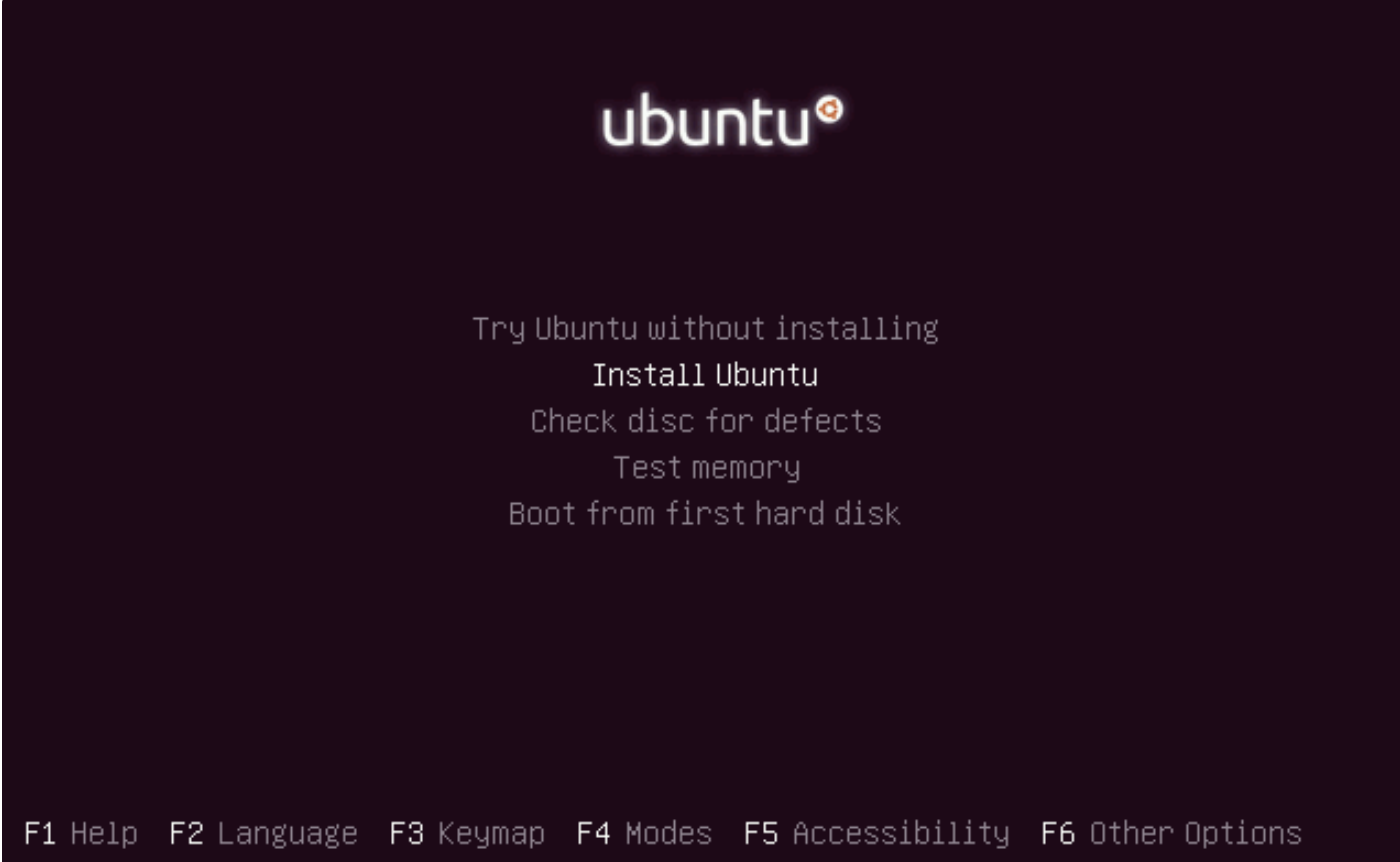 ubuntu
Try Ubuntu without installing
Install Ubuntu
Check disc for defects
Test memory
Boot from first hard disk
F1 Help F2 Language F3 Keymap F4 Modes F5 Accessibility F6 Other Options